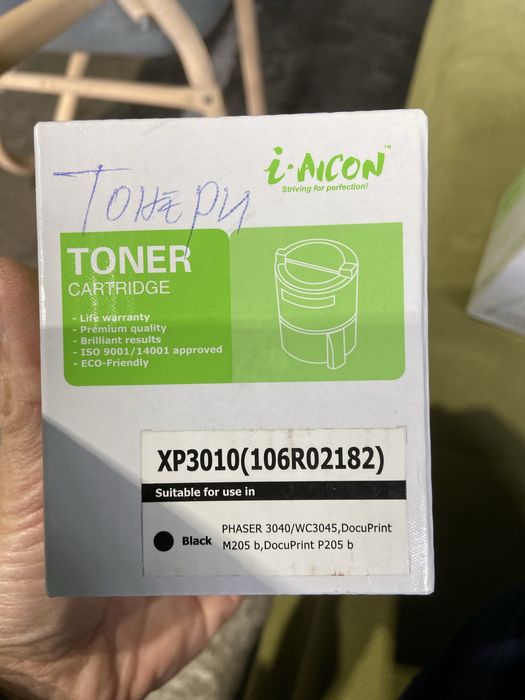 i-AICON™
Striving for perfection!
Тонери
TONER
CARTRIDGE
- Life warranty
- Premium quality
- Brilliant results
- ISO 9001/14001 approved
- ECO-Friendly
XP3010(106R02182)
Suitable for use in
Black
PHASER 3040/WC3045,DocuPrint
M205 b,DocuPrint P205 b